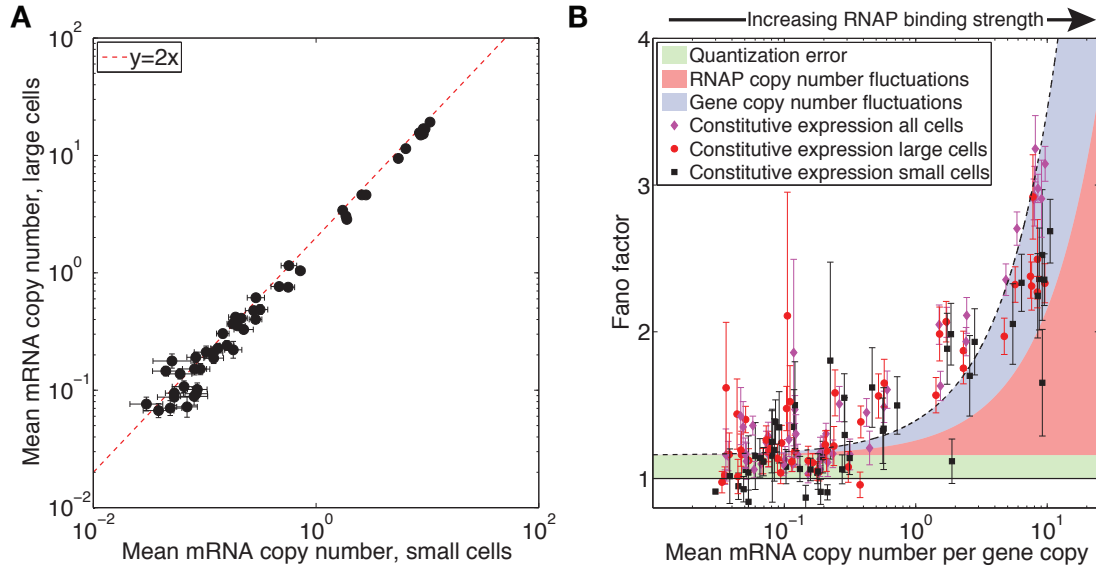 A
10^2
10^1
10^0
10^-1
10^-2
10^-2
10^0
10^2
y=2x
Mean mRNA copy number, large cells
Mean mRNA copy number, small cells
B
Increasing RNAP binding strength
4
3
2
1
Fano factor
Quantization error
RNAP copy number fluctuations
Gene copy number fluctuations
Constitutive expression all cells
Constitutive expression large cells
Constitutive expression small cells
10^-1
10^0
10^1
Mean mRNA copy number per gene copy